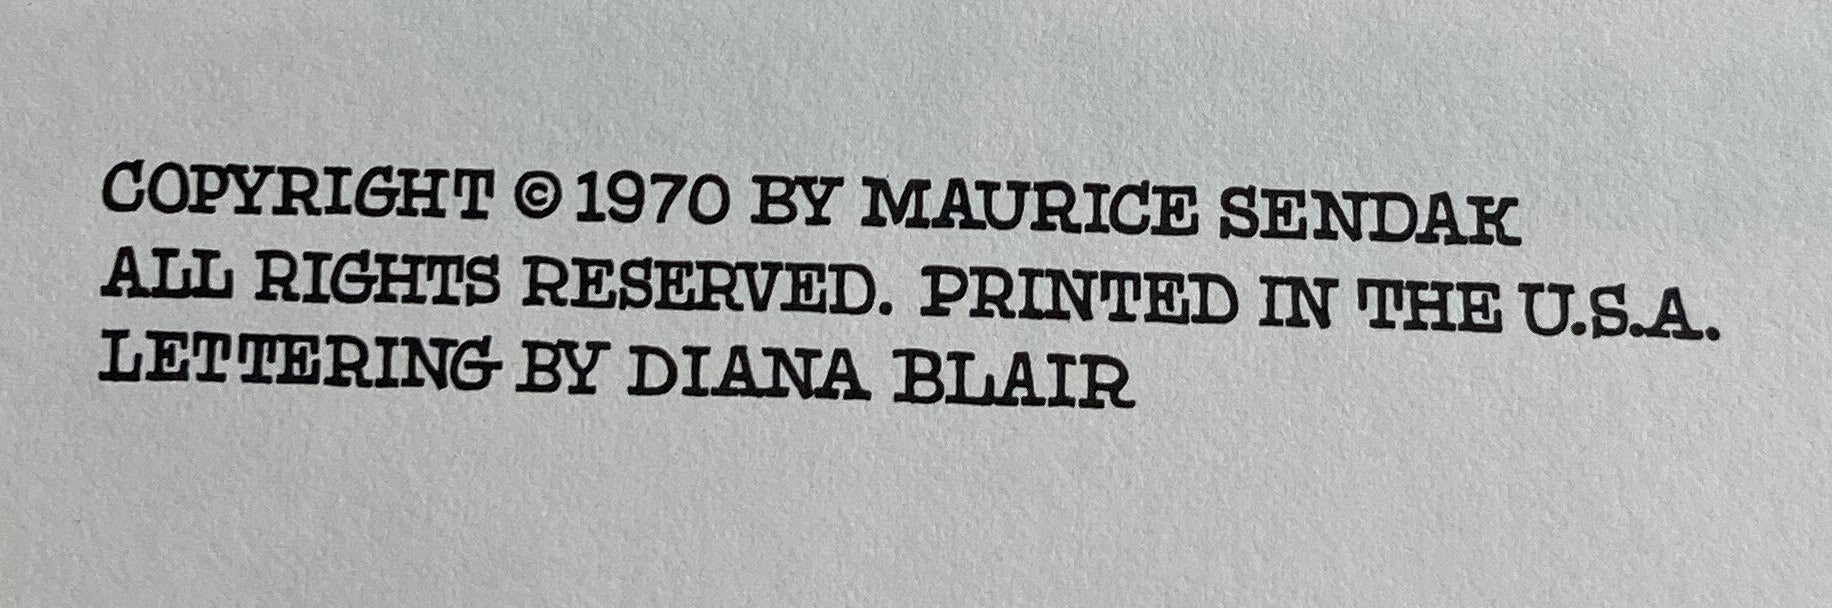 COPYRIGHT © 1970 BY MAURICE SENDAK
ALL RIGHTS RESERVED. PRINTED IN THE U.S.A.
LETTERING BY DIANA BLAIR